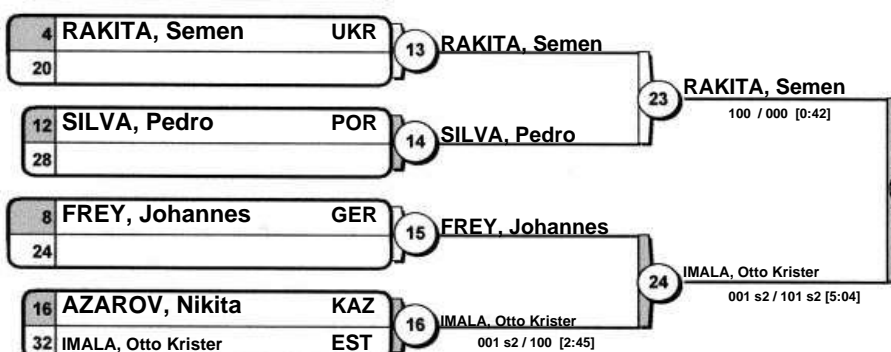 4 RAKITA, Semen UKR
20
13 RAKITA, Semen
12 SILVA, Pedro POR
28
14 SILVA, Pedro
23 RAKITA, Semen
100 / 000 [0:42]
8 FREY, Johannes GER
24
15 FREY, Johannes
16 AZAROV, Nikita KAZ
32 IMALA, Otto Krister EST
16 IMALA, Otto Krister
001 s2 / 100 [2:45]
24 IMALA, Otto Krister
001 s2 / 101 s2 [5:04]